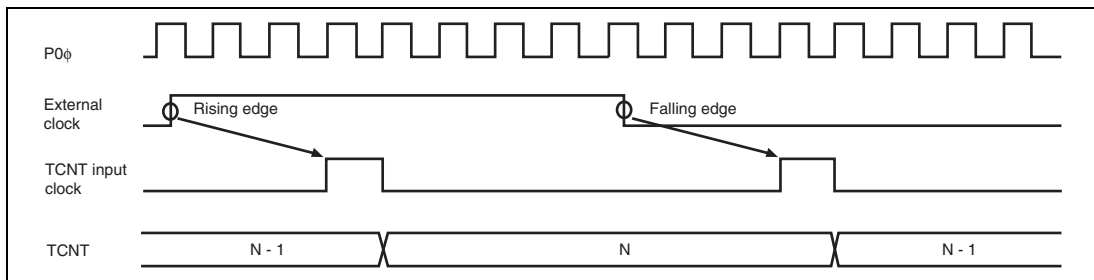 P0ϕ
External
clock
Rising edge
Falling edge
TCNT input
clock
TCNT
N - 1
N
N - 1